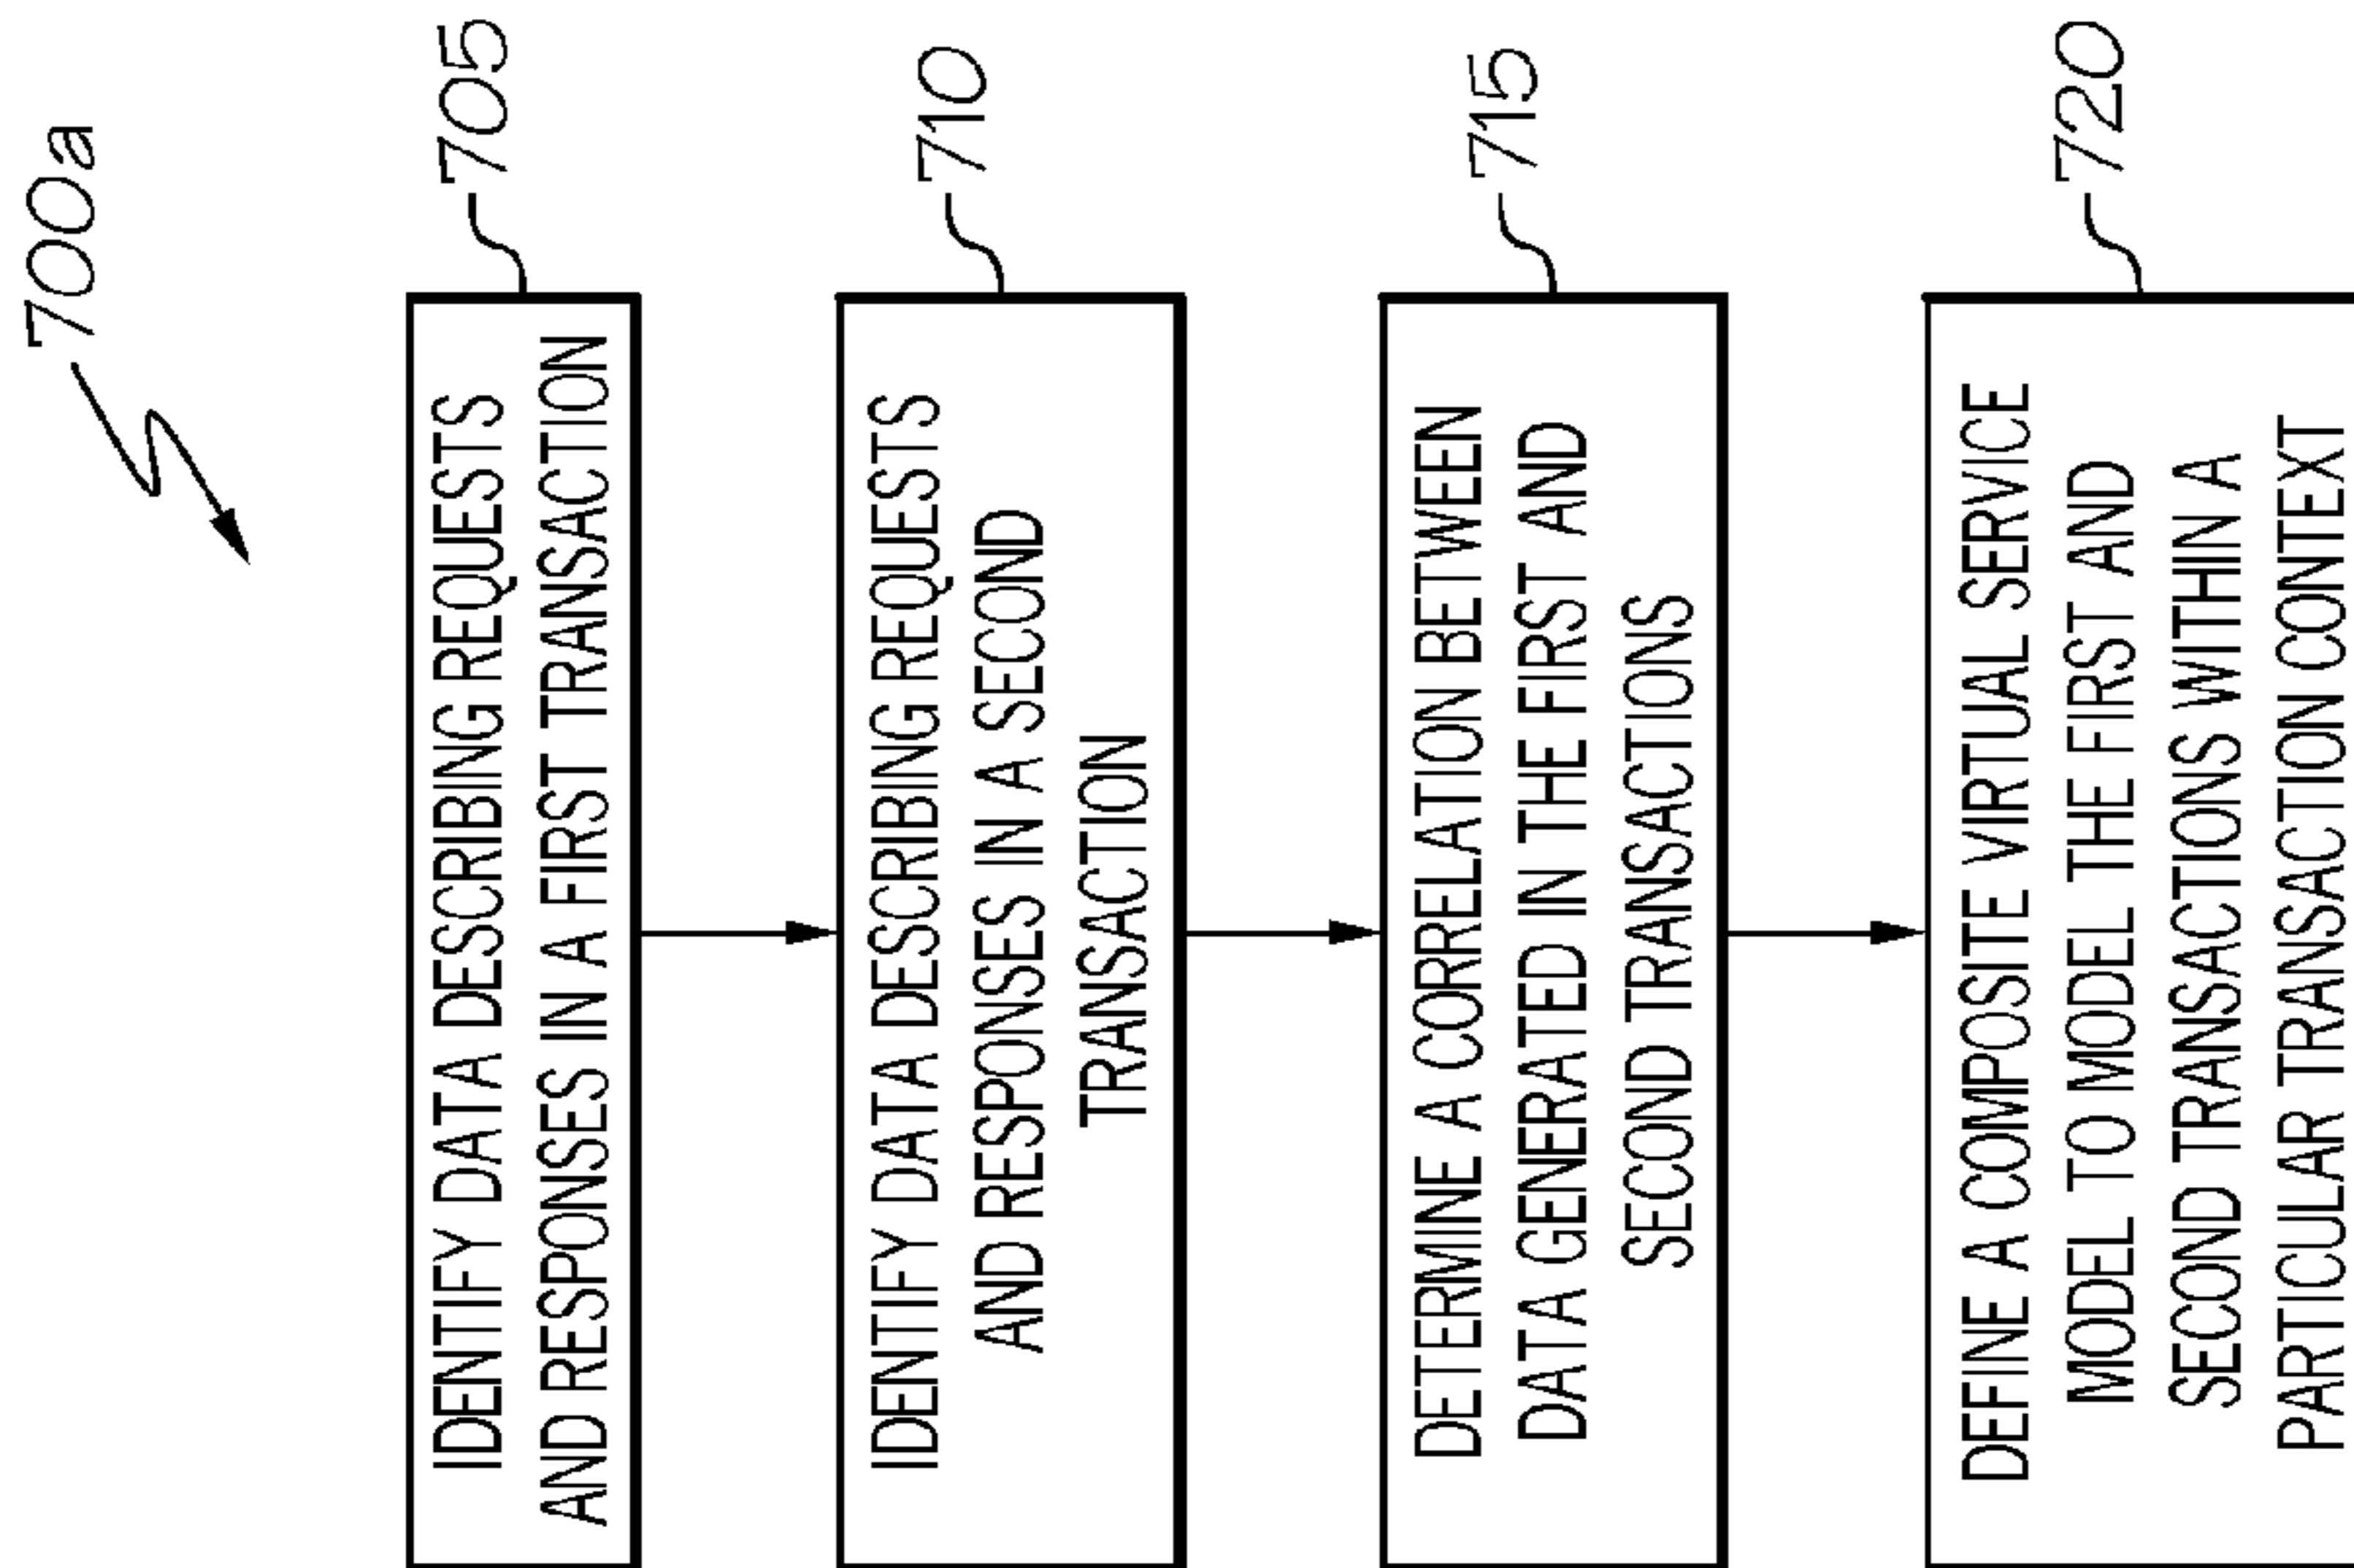 700a
IDENTIFY DATA DESCRIBING REQUESTS
AND RESPONSES IN A FIRST TRANSACTION
705
IDENTIFY DATA DESCRIBING REQUESTS
AND RESPONSES IN A SECOND
TRANSACTION
710
DETERMINE A CORRELATION BETWEEN
DATA GENERATED IN THE FIRST AND
SECOND TRANSACTIONS
715
DEFINE A COMPOSITE VIRTUAL SERVICE
MODEL TO MODEL THE FIRST AND
SECOND TRANSACTIONS WITHIN A
PARTICULAR TRANSACTION CONTEXT
720